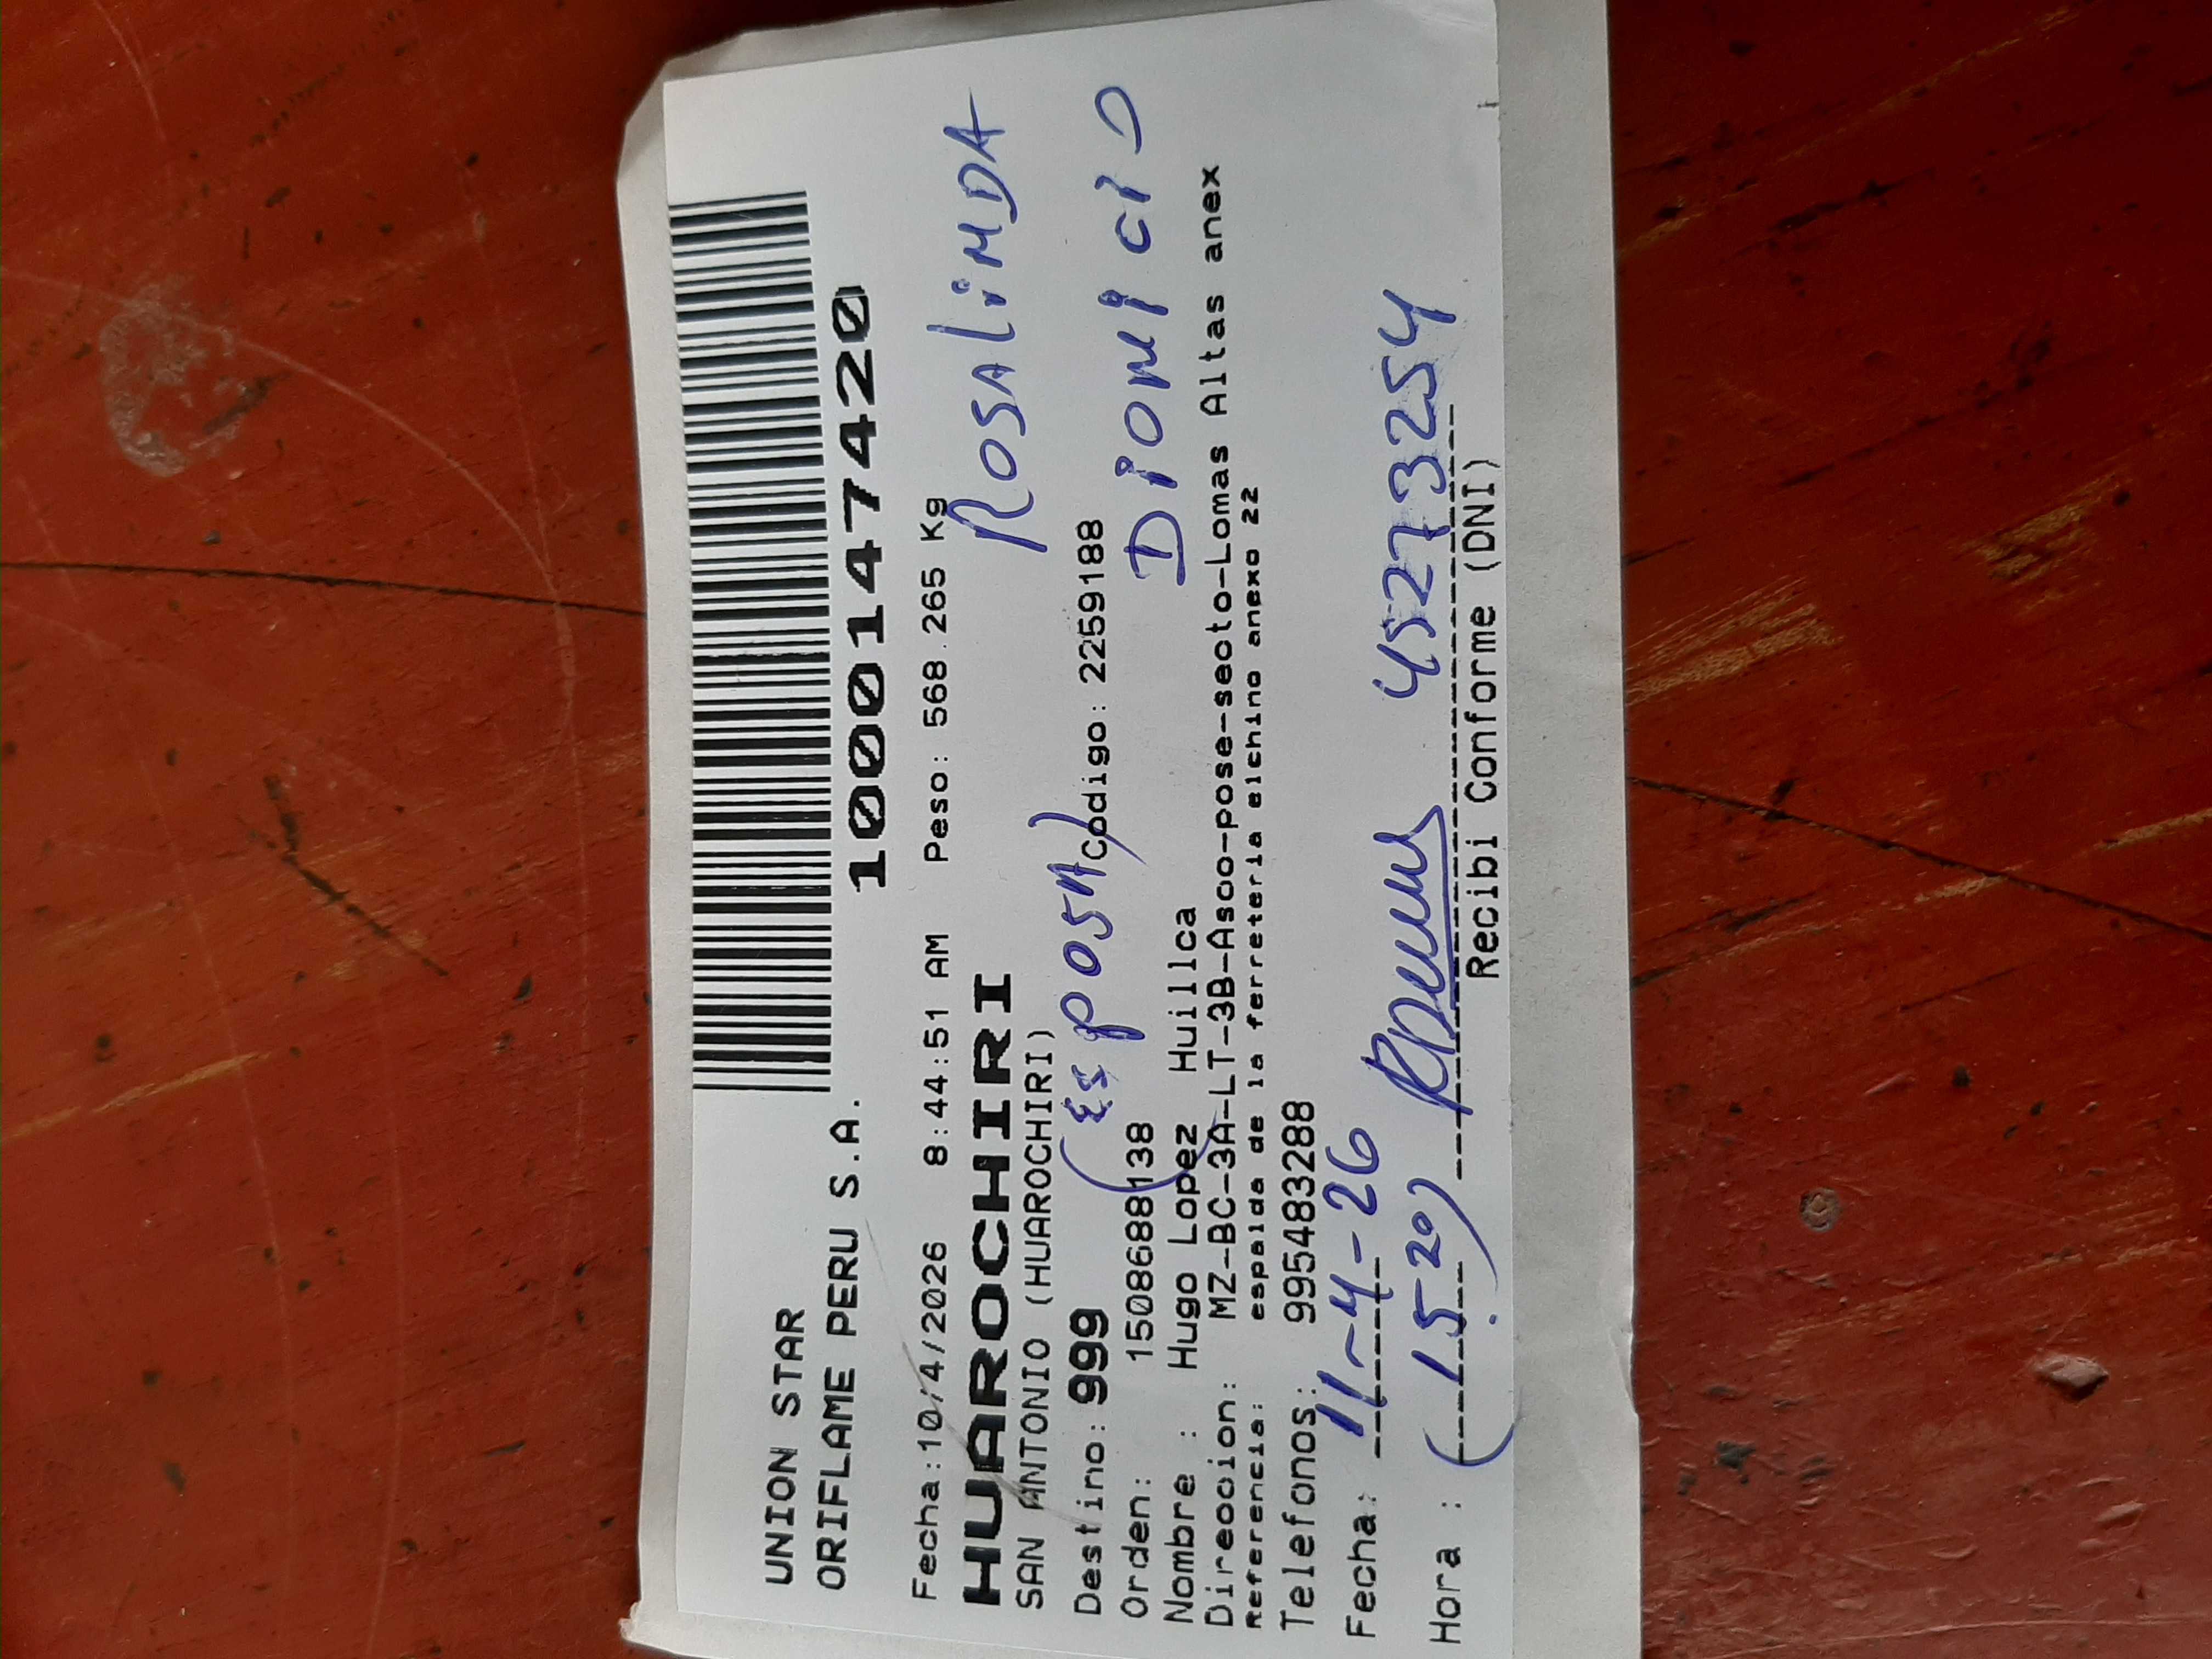 UNION STAR
ORIFLAME PERU S.A.
1000147420
Fecha:10/4/2026 8:44:51 AM Peso: 568.265 Kg
HUAROCHIRI
ROSALINDA
SAN ANTONIO (HUAROCHIRI)
(Esposa)
Destino: 999 Codigo: 2259188
Orden: 1508688138
DIONICIO
Nombre : Hugo Lopez Huillca
Direccion: MZ-BC-3A-LT-3B-Asoc-pose-secto-Lomas Altas anex
Referencia: espalda de la ferreteria elchino anexo 22
Telefonos: 995483288
Fecha: 11-4-26
Hora : (1520) 45273254
Recibi Conforme (DNI)